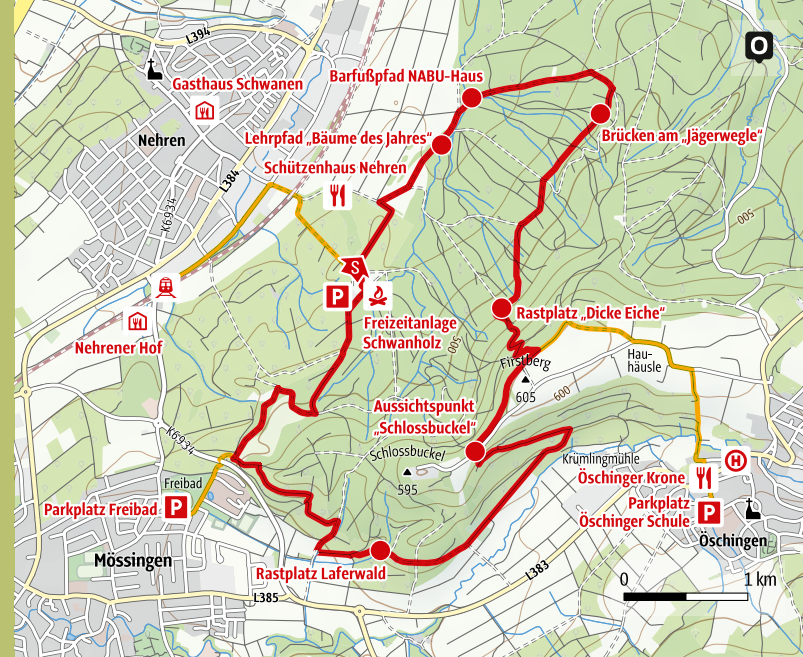 L394
O
Gasthaus Schwanen
Barfußpfad NABU-Haus
Nehren
Lehrpfad „Bäume des Jahres“
Brücken am „Jägerwegle“
Schützenhaus Nehren
L384
K6934
500
S
P
Freizeitanlage
Schwanholz
Rastplatz „Dicke Eiche“
Nehrener Hof
500
Firstberg
Hau-
häusle
605
600
Aussichtspunkt
„Schlossbuckel“
K6934
Schlossbuckel
595
Krümlingmühle
H
Öschinger Krone
Freibad
Parkplatz Freibad
P
Parkplatz
Öschinger Schule
P
Öschingen
Mössingen
Rastplatz Laferwald
L383
L385
0
1 km